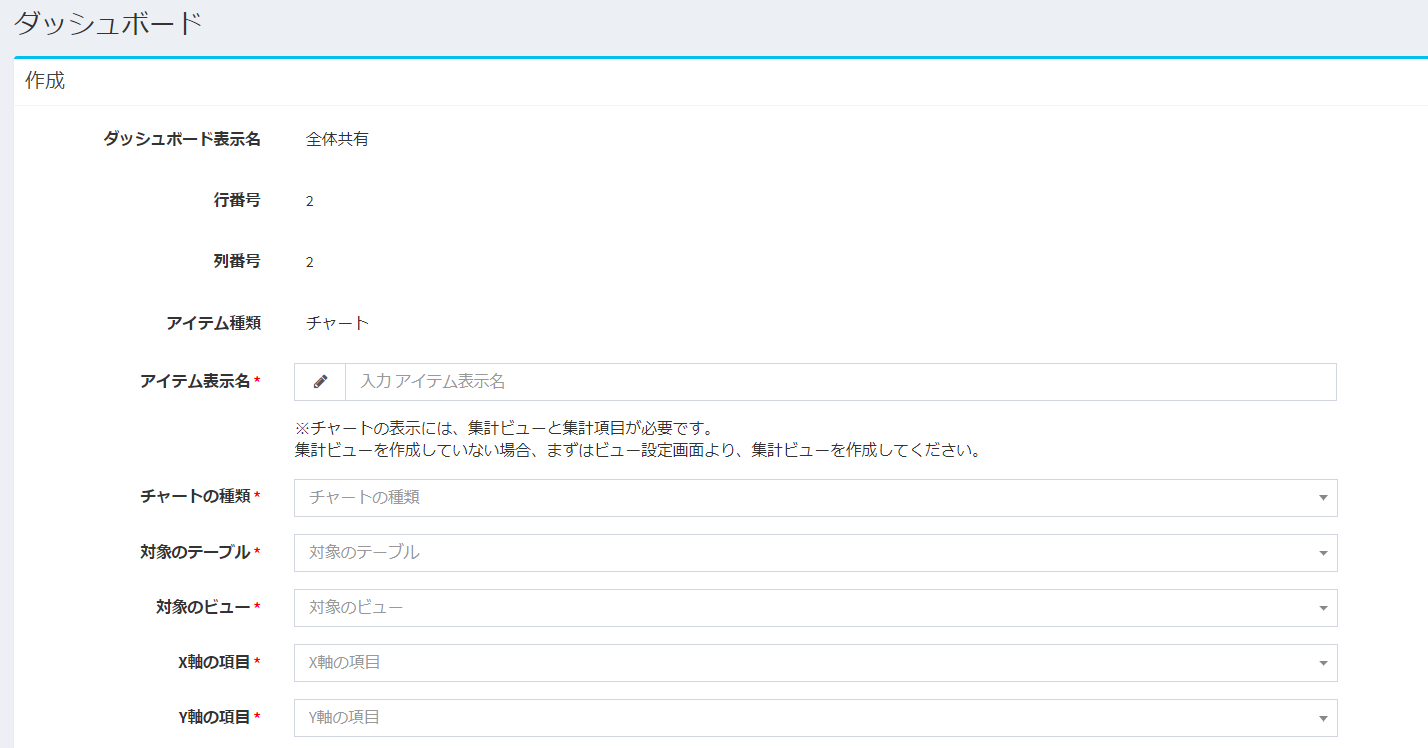 ダッシュボード
作成
ダッシュボード表示名 全体共有
行番号 2
列番号 2
アイテム種類 チャート
アイテム表示名* 入力 アイテム表示名
※チャートの表示には、集計ビューと集計項目が必要です。
集計ビューを作成していない場合、まずはビュー設定画面より、集計ビューを作成してください。
チャートの種類* チャートの種類
対象のテーブル* 対象のテーブル
対象のビュー* 対象のビュー
X軸の項目* X軸の項目
Y軸の項目* Y軸の項目